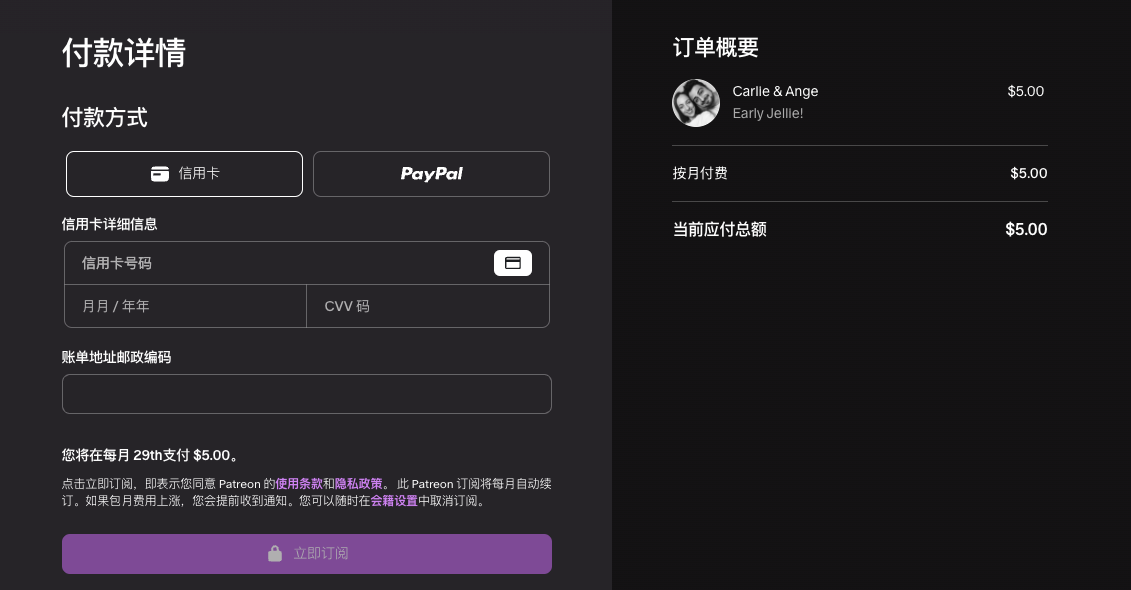 付款详情
付款方式
信用卡
PayPal
信用卡详细信息
信用卡号码
月月 / 年年
CVV 码
账单地址邮政编码
您将在每月 29th支付 $5.00。
点击立即订阅，即表示您同意 Patreon 的使用条款和隐私政策。 此 Patreon 订阅将每月自动续
订。如果包月费用上涨，您会提前收到通知。您可以随时在会籍设置中取消订阅。
立即订阅
订单概要
Carlie & Ange $5.00
Early Jellie!
按月付费 $5.00
当前应付总额 $5.00